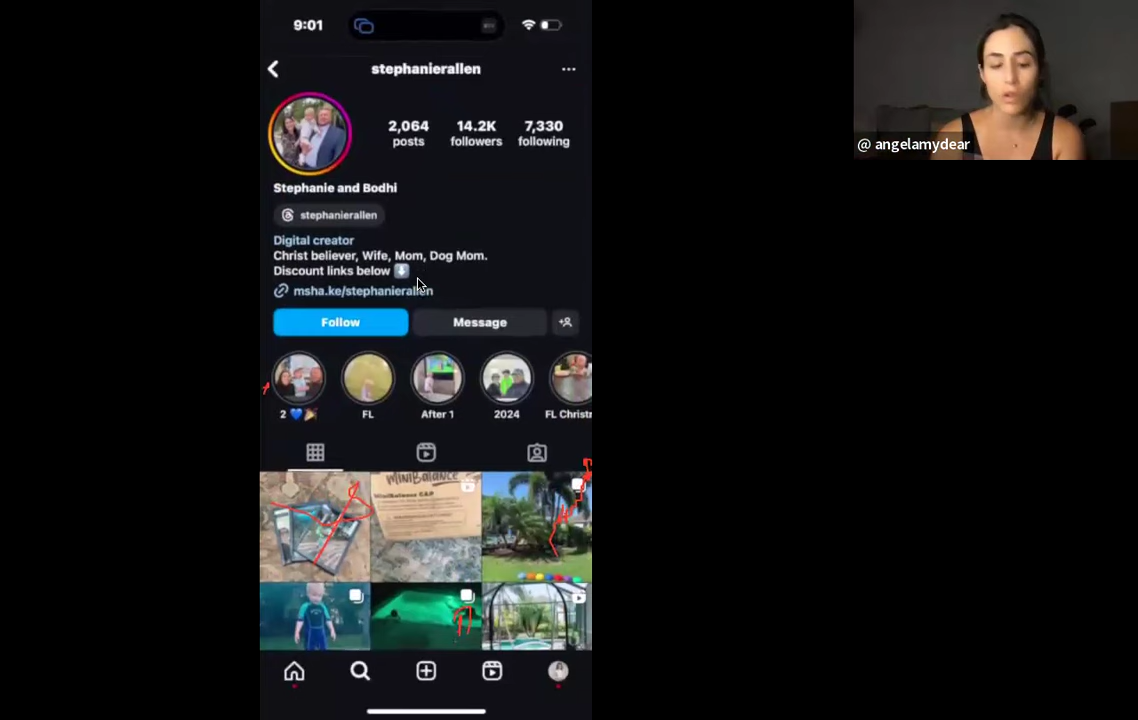 9:01
stephanierallen
2,064 14.2K 7,330
posts followers following
@ angelamydear
Stephanie and Bodhi
stephanierallen
Digital creator
Christ believer, Wife, Mom, Dog Mom.
Discount links below ⬇️
msha.ke/stephanierallen
Follow Message
2 💙🎉 FL After 1 2024 FL Christm
MINIBALANCE
MiniBalance C&P